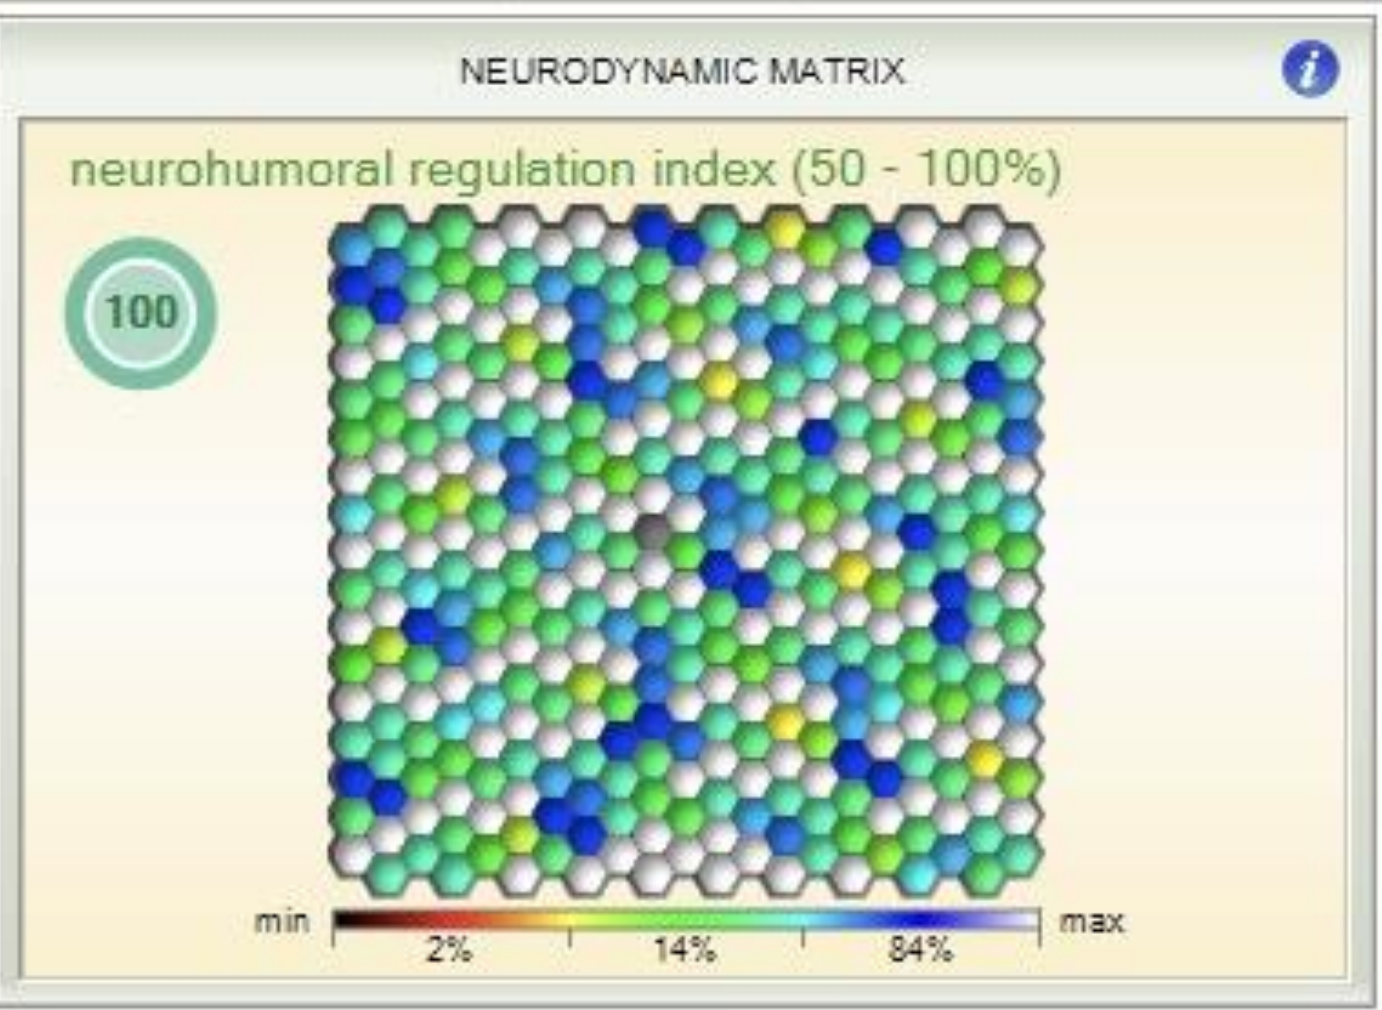 NEURODYNAMIC MATRIX
i
neurohumoral regulation index (50 - 100%)
100
min
max
2%
14%
84%